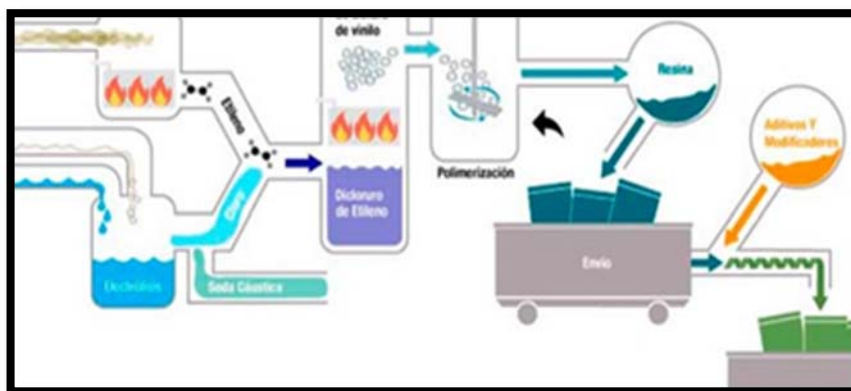 de vinilo
Etileno
Resina
Aditivos Y
Modificadores
Polimerización
Cloro
Dicloruro
de Etileno
Envío
Electrólisis
Soda Cáustica